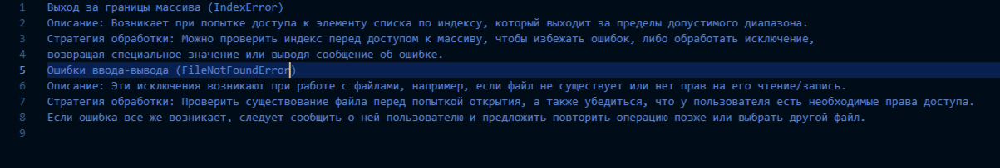 1 Выход за границы массива (IndexError)
2 Описание: Возникает при попытке доступа к элементу списка по индексу, который выходит за пределы допустимого диапазона.
3 Стратегия обработки: Можно проверить индекс перед доступом к массиву, чтобы избежать ошибок, либо обработать исключение,
4 возвращая специальное значение или выводя сообщение об ошибке.
5 Ошибки ввода-вывода (FileNotFoundError)
6 Описание: Эти исключения возникают при работе с файлами, например, если файл не существует или нет прав на его чтение/запись.
7 Стратегия обработки: Проверить существование файла перед попыткой открытия, а также убедиться, что у пользователя есть необходимые права доступа.
8 Если ошибка все же возникает, следует сообщить о ней пользователю и предложить повторить операцию позже или выбрать другой файл.
9